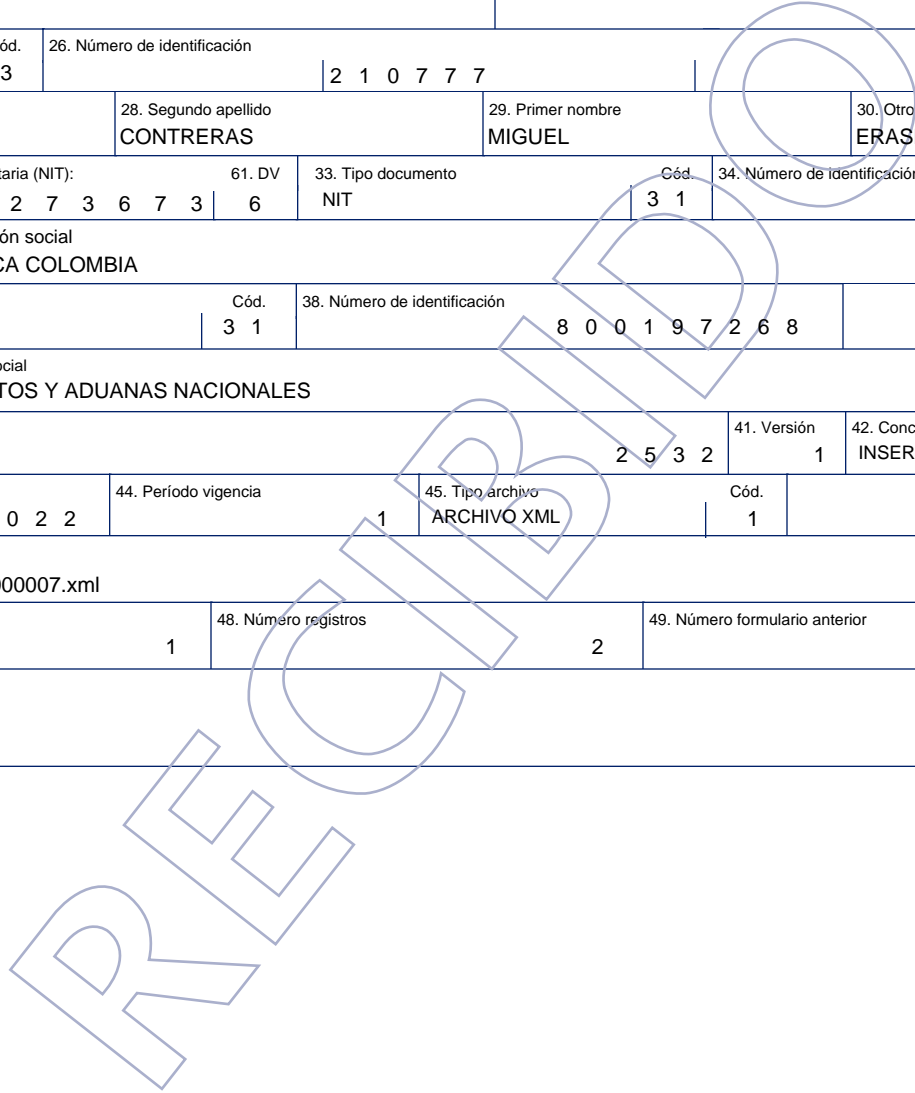 ód. 26. Número de identificación
3 2 1 0 7 7 7
28. Segundo apellido 29. Primer nombre 30. Otro
CONTRERAS MIGUEL ERAS
taria (NIT): 61. DV 33. Tipo documento Cód. 34. Número de identificación
2 7 3 6 7 3 6 NIT 3 1
ón social
CA COLOMBIA
Cód. 38. Número de identificación
3 1 8 0 0 1 9 7 2 6 8
ocial
TOS Y ADUANAS NACIONALES
41. Versión 42. Conc
2 5 3 2 1 INSER
44. Período vigencia 45. Tipo archivo Cód.
0 2 2 1 ARCHIVO XML 1
000007.xml
48. Número registros 49. Número formulario anterior
1 2
RECIBIDO